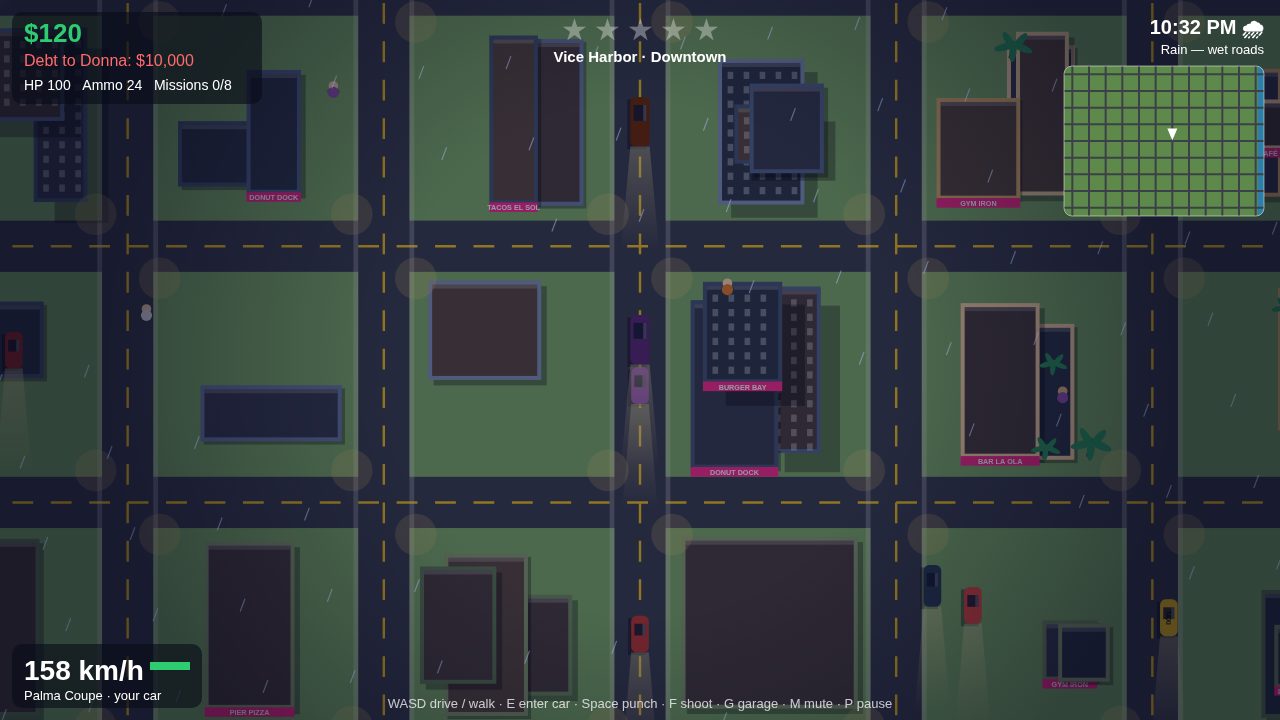 $120
Debt to Donna: $10,000
HP 100 Ammo 24 Missions 0/8
Vice Harbor · Downtown
10:32 PM
Rain — wet roads
DONUT DOCK
TACOS EL SOL
GYM IRON
AFE
BURGER BAY
DONUT DOCK
BAR LA OLA
GYM IRON
PIER PIZZA
158 km/h
Palma Coupe · your car
WASD drive / walk · E enter car · Space punch · F shoot · G garage · M mute · P pause